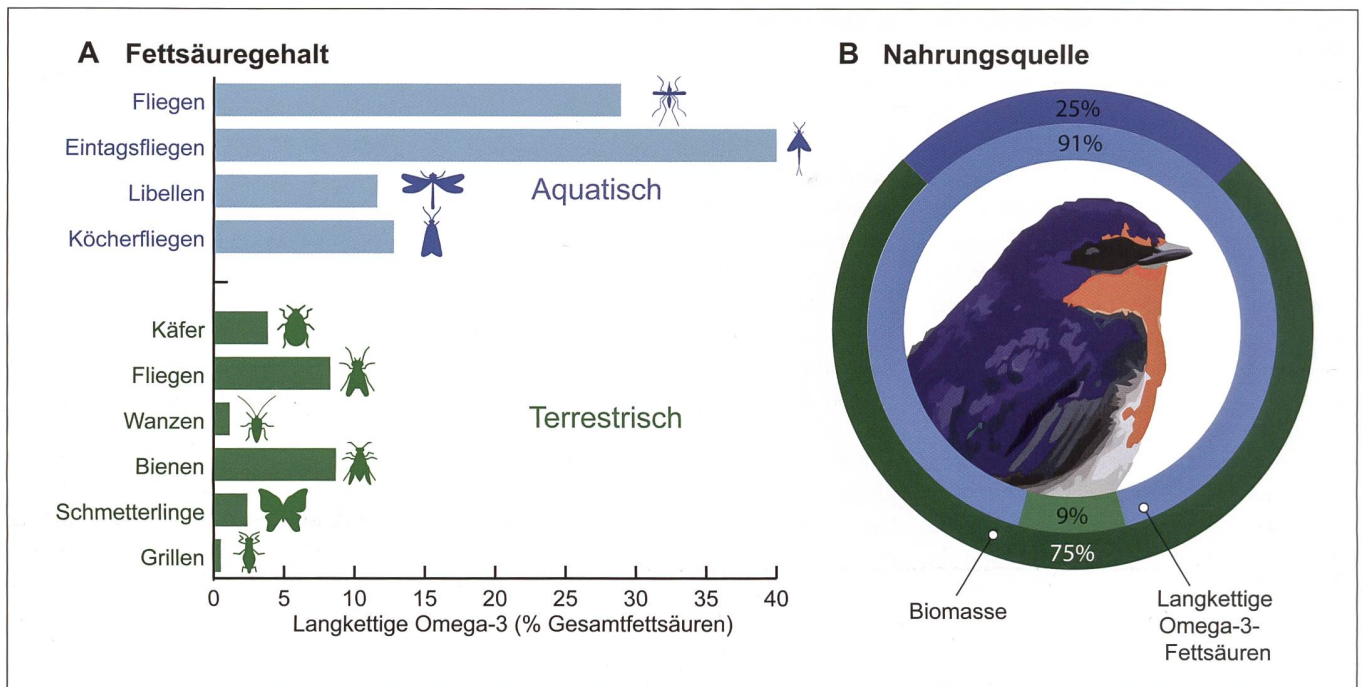 A Fettsäuregehalt
Fliegen
Eintagsfliegen
Libellen
Köcherfliegen
Aquatisch
Käfer
Fliegen
Wanzen
Bienen
Schmetterlinge
Grillen
Terrestrisch
0 5 10 15 20 25 30 35 40
Langkettige Omega-3 (% Gesamtfettsäuren)
B Nahrungsquelle
25%
91%
9%
75%
Biomasse
Langkettige
Omega-3-
Fettsäuren